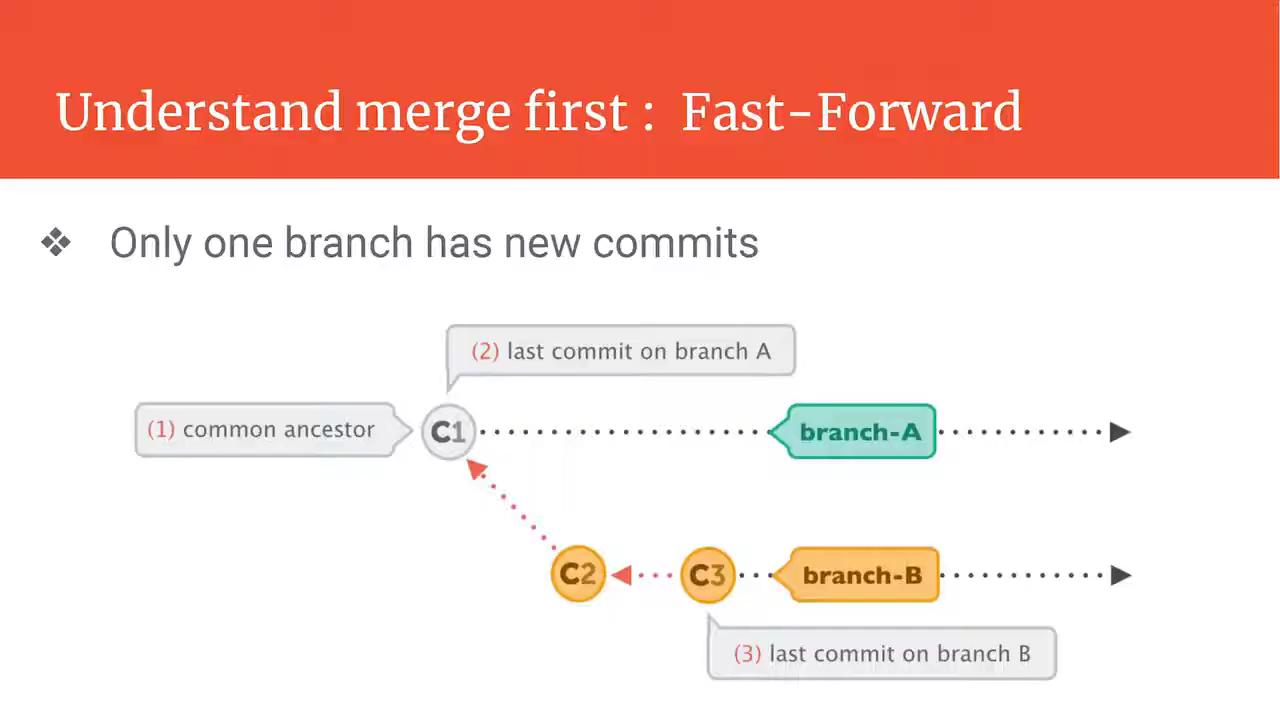 Understand merge first :  Fast-Forward
❖ Only one branch has new commits
(2) last commit on branch A
(1) common ancestor
C1
branch-A
C2
C3
branch-B
(3) last commit on branch B